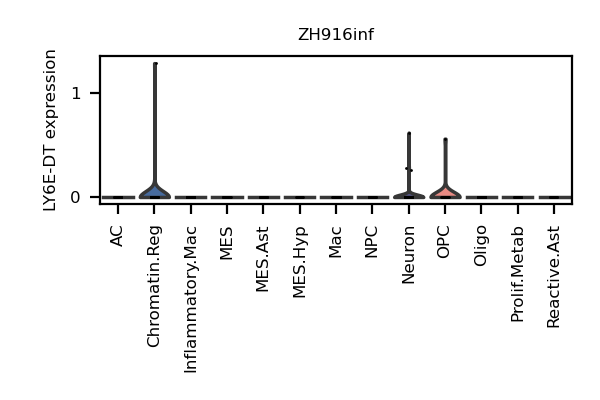 ZH916inf
LY6E-DT expression
1
0
AC
Chromatin.Reg
Inflammatory.Mac
MES
MES.Ast
MES.Hyp
Mac
NPC
Neuron
OPC
Oligo
Prolif.Metab
Reactive.Ast